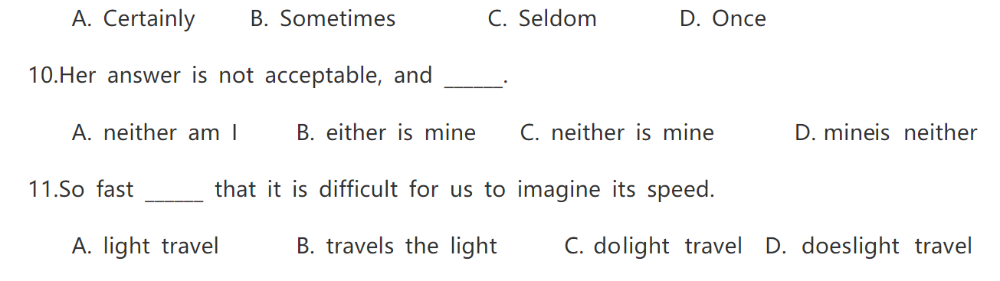 A. Certainly B. Sometimes C. Seldom D. Once
10.Her answer is not acceptable, and ______.
A. neither am I B. either is mine C. neither is mine D. mineis neither
11.So fast ______ that it is difficult for us to imagine its speed.
A. light travel B. travels the light C. dolight travel D. doeslight travel